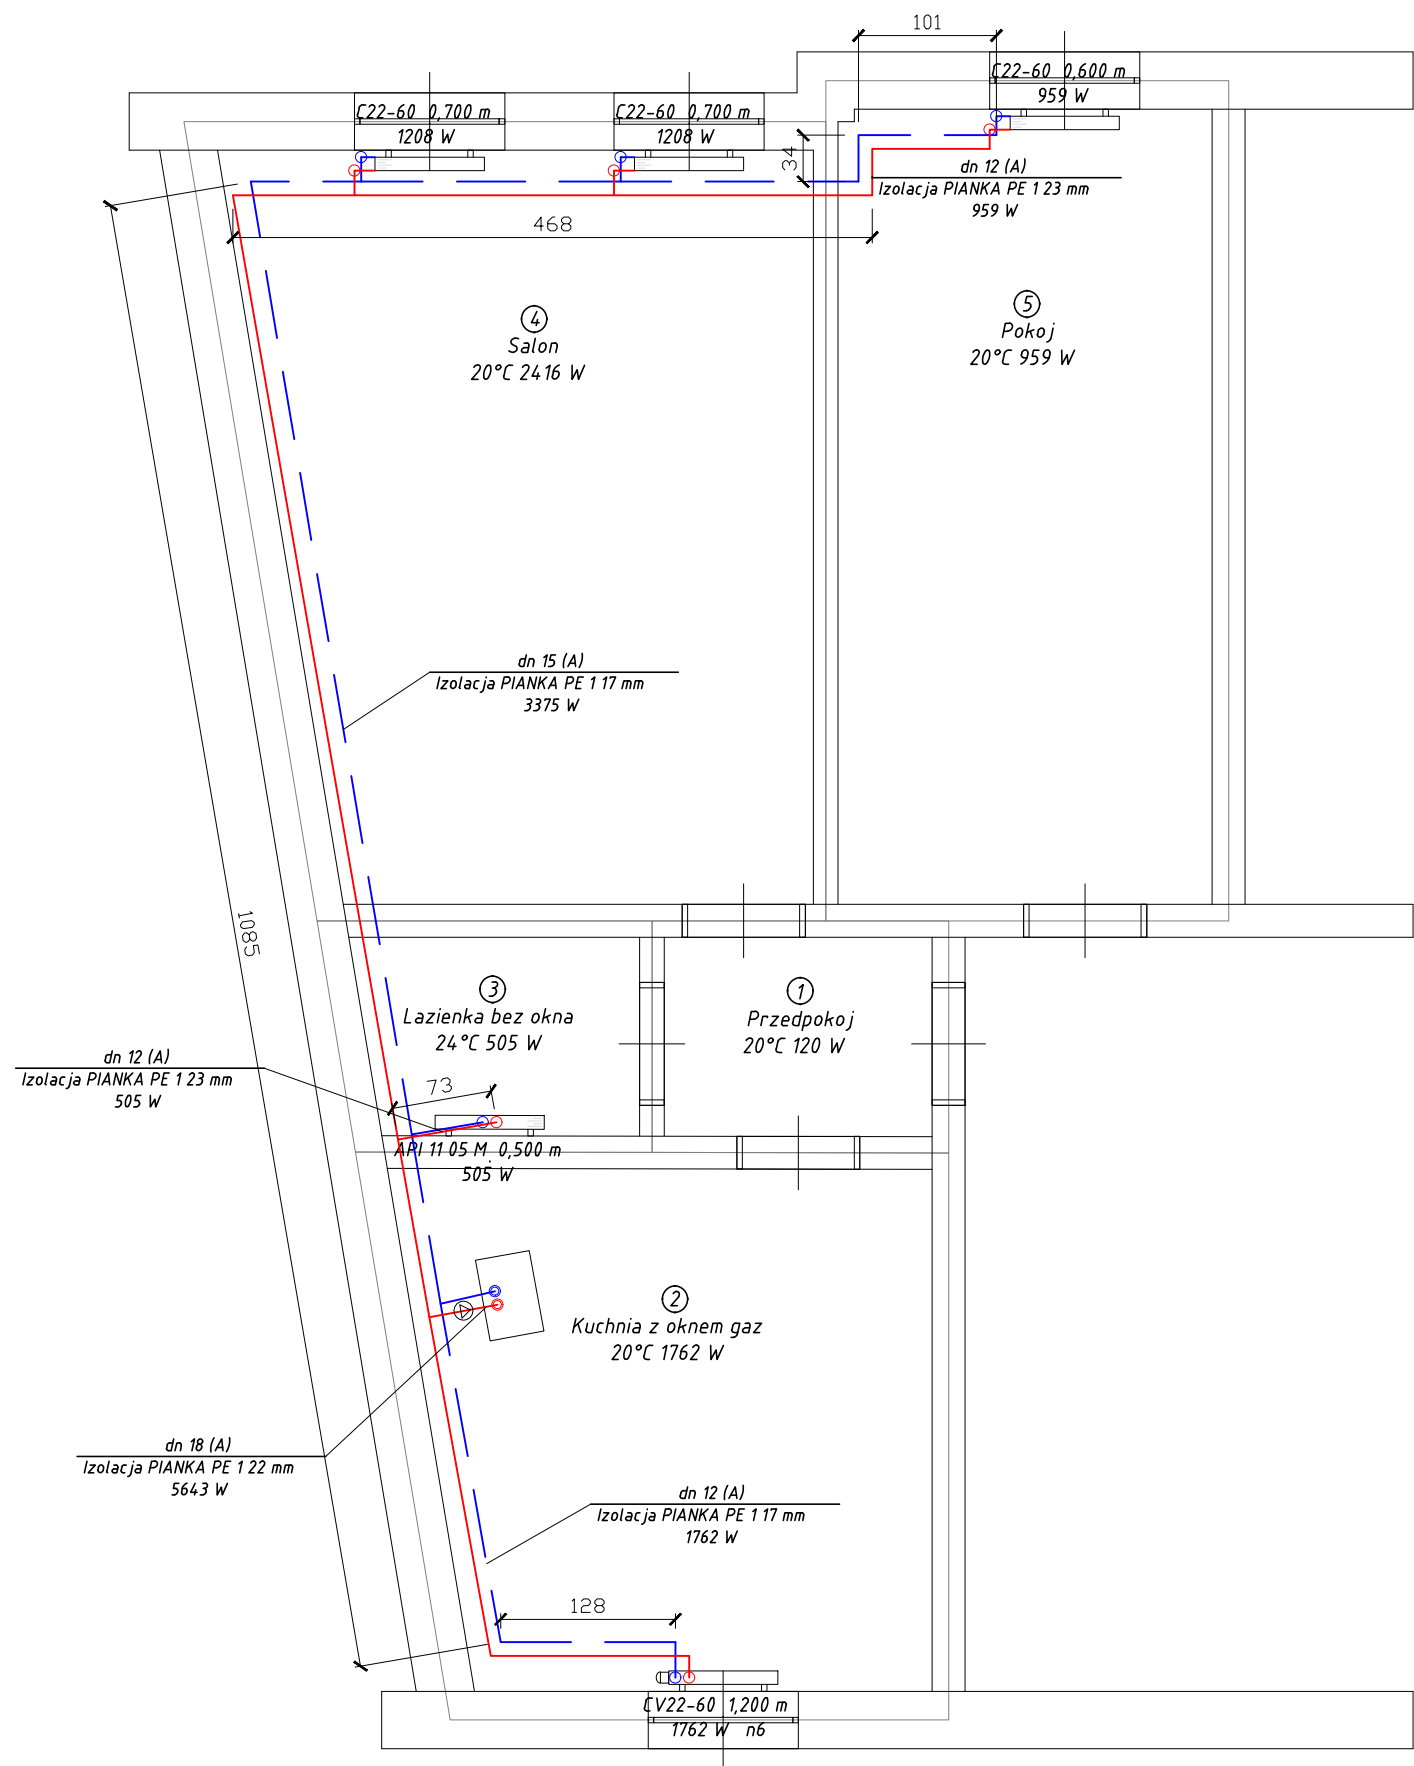 101
C22-60 0,600 m
959 W
C22-60 0,700 m
1208 W
C22-60 0,700 m
1208 W
34
dn 12 (A)
Izolacja PIANKA PE 1 23 mm
959 W
468
4
Salon
20°C 2416 W
5
Pokoj
20°C 959 W
dn 15 (A)
Izolacja PIANKA PE 1 17 mm
3375 W
1085
3
Lazienka bez okna
24°C 505 W
1
Przedpokoj
20°C 120 W
dn 12 (A)
Izolacja PIANKA PE 1 23 mm
505 W
73
API 11 05 M 0,500 m
505 W
2
Kuchnia z oknem gaz
20°C 1762 W
dn 18 (A)
Izolacja PIANKA PE 1 22 mm
5643 W
dn 12 (A)
Izolacja PIANKA PE 1 17 mm
1762 W
128
CV22-60 1,200 m
1762 W n6